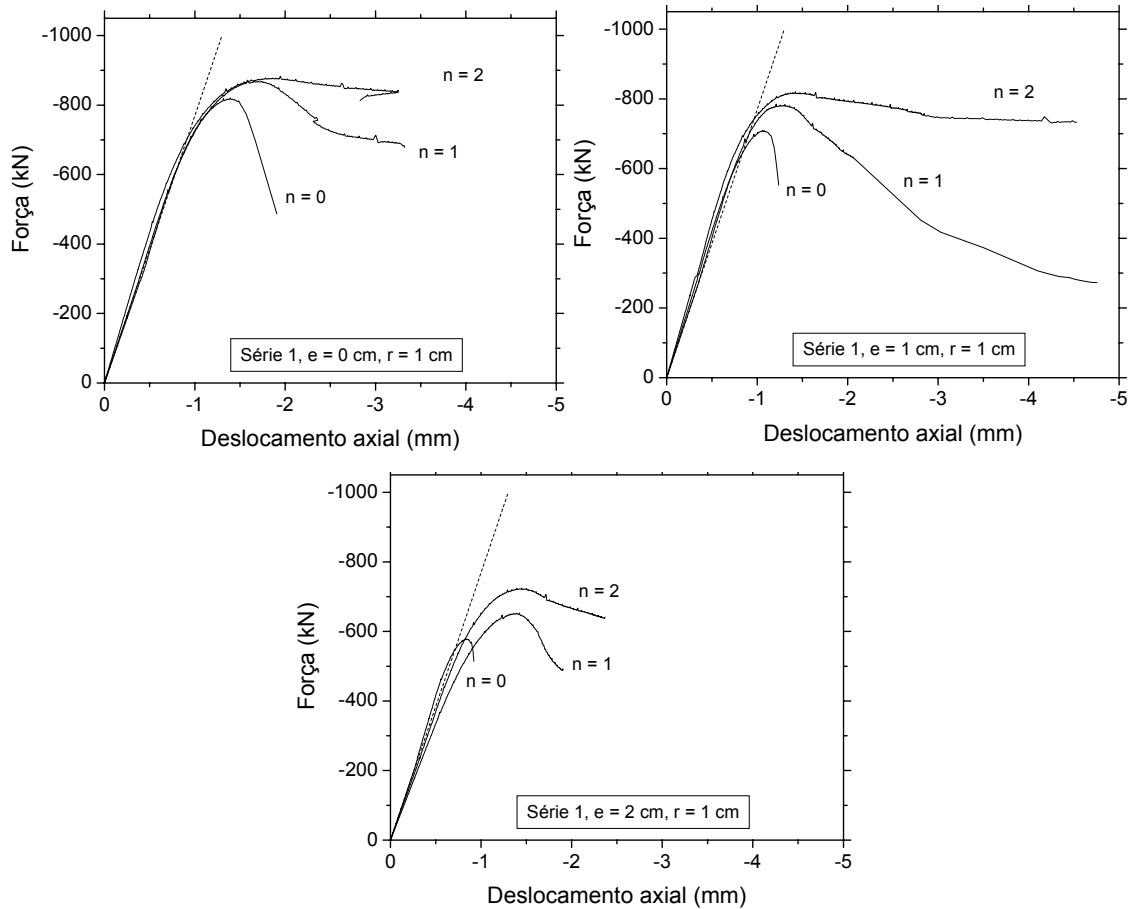 -1000
-800
-600
-400
-200
0
Força (kN)
n = 2
n = 1
n = 0
Série 1, e = 0 cm, r = 1 cm
0 -1 -2 -3 -4 -5
Deslocamento axial (mm)
-1000
-800
-600
-400
-200
0
Força (kN)
n = 2
n = 1
n = 0
Série 1, e = 1 cm, r = 1 cm
0 -1 -2 -3 -4 -5
Deslocamento axial (mm)
-1000
-800
-600
-400
-200
0
Força (kN)
n = 2
n = 1
n = 0
Série 1, e = 2 cm, r = 1 cm
0 -1 -2 -3 -4 -5
Deslocamento axial (mm)